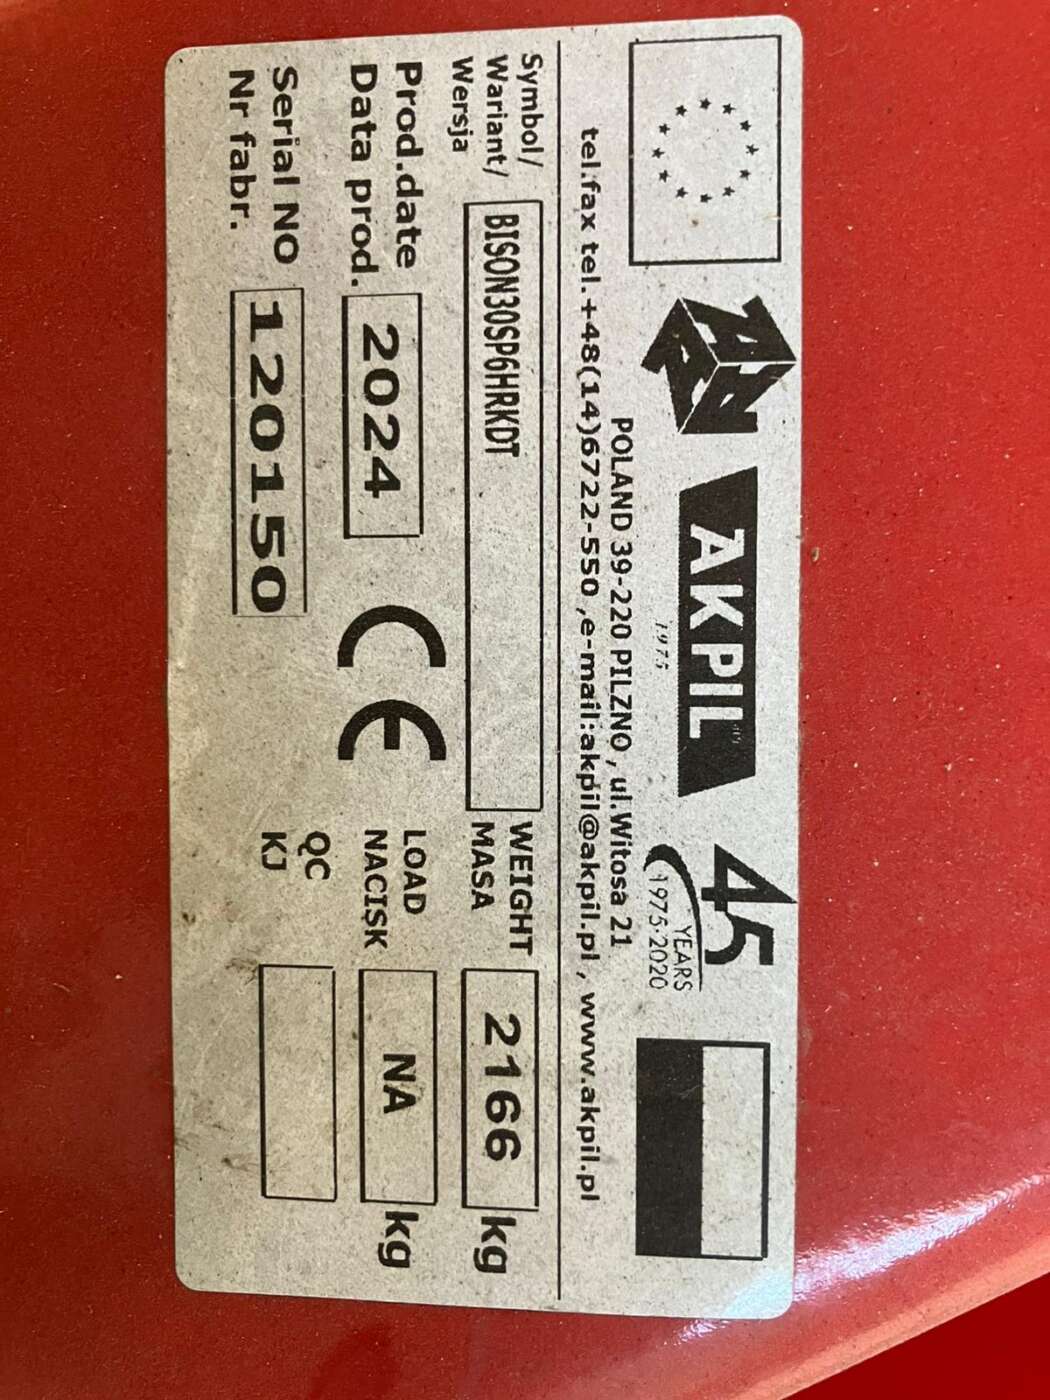 AKPIL
1975
45
YEARS
1975-2020
POLAND 39-220 PILZNO, ul.Witosa 21
tel.fax tel.+48(14)6722-550 ,e-mail:akpil@akpil.pl, www.akpil.pl
Symbol/
Wariant/
Wersja
BISON30SP6HRKDT
WEIGHT
MASA
2166 kg
Prod.date
Data prod.
2024
CE
LOAD
NACISK
NA kg
Serial NO
Nr fabr.
120150
QC
KJ